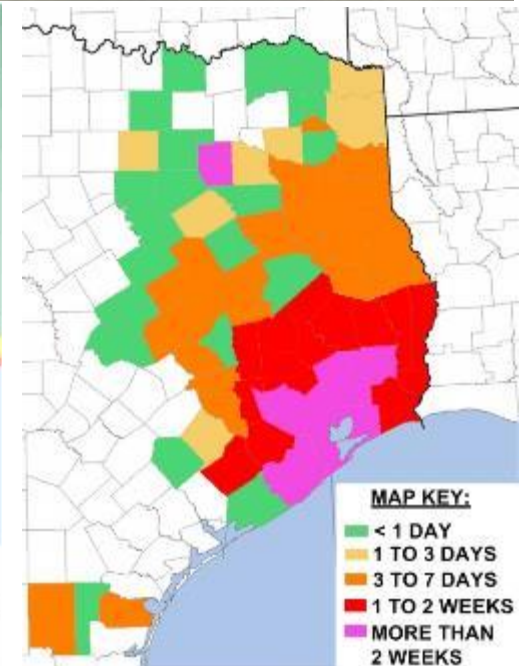 MAP KEY:
< 1 DAY
1 TO 3 DAYS
3 TO 7 DAYS
1 TO 2 WEEKS
MORE THAN
2 WEEKS